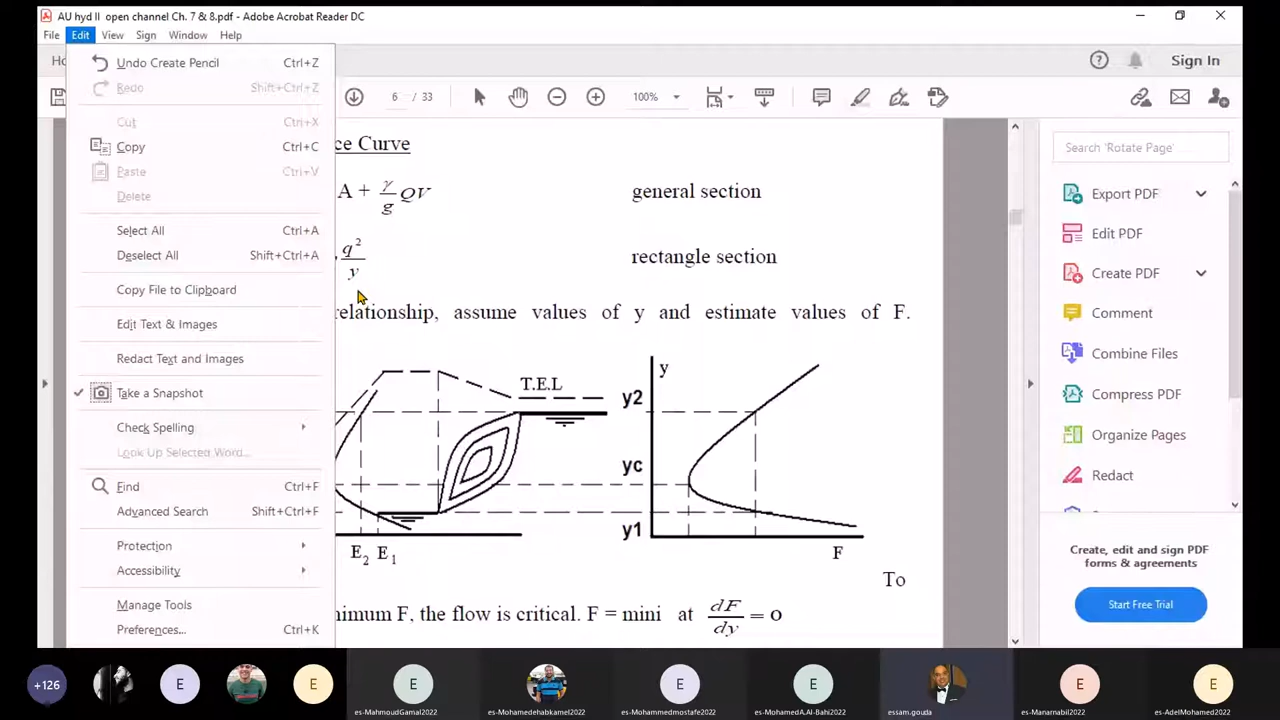 AU hyd II open channel Ch. 7 & 8.pdf - Adobe Acrobat Reader DC
File Edit View Sign Window Help
Ho
Sign In
6 / 33
100%
Undo Create Pencil Ctrl+Z
Redo Shift+Ctrl+Z
Cut Ctrl+X
Copy Ctrl+C
Paste Ctrl+V
Delete
Select All Ctrl+A
Deselect All Shift+Ctrl+A
Copy File to Clipboard
Edit Text & Images
Redact Text and Images
Take a Snapshot
Check Spelling
Look Up Selected Word...
Find Ctrl+F
Advanced Search Shift+Ctrl+F
Protection
Accessibility
Manage Tools
Preferences... Ctrl+K
ce Curve
A + γ/g QV general section
q²/y rectangle section
relationship, assume values of y and estimate values of F.
T.E.L
y
y2
yc
y1
E₂ E₁
F
To
nimum F, the flow is critical. F = mini at dF/dy = 0
Search 'Rotate Page'
Export PDF
Edit PDF
Create PDF
Comment
Combine Files
Compress PDF
Organize Pages
Redact
Create, edit and sign PDF
forms & agreements
Start Free Trial
+126
E
E
E
E
E
E
E
E
es-MahmoudGamal2022
es-Mohamedehabkamel2022
es-Mohammedmostafe2022
es-MohamedA.Al-Bahi2022
essam.gouda
es-Manarnabil2022
es-AdelMohamed2022